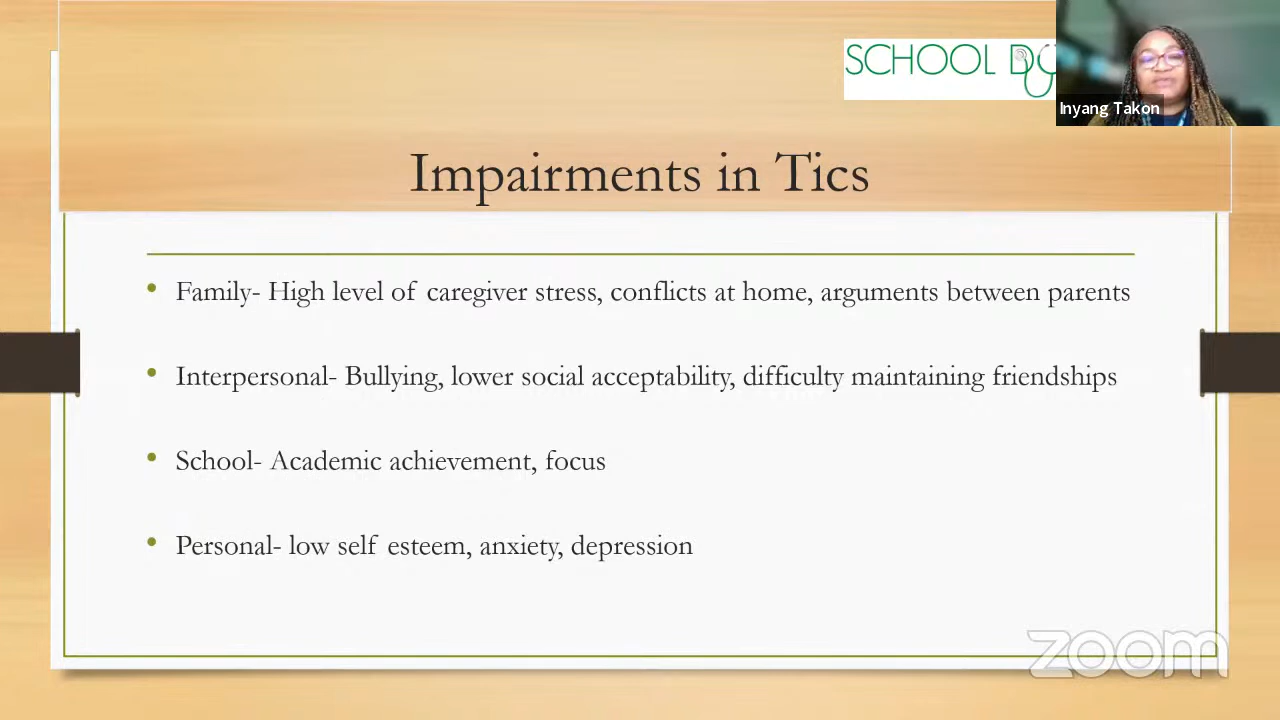 SCHOOL
Inyang Takon
Impairments in Tics
• Family- High level of caregiver stress, conflicts at home, arguments between parents
• Interpersonal- Bullying, lower social acceptability, difficulty maintaining friendships
• School- Academic achievement, focus
• Personal- low self esteem, anxiety, depression
zoom